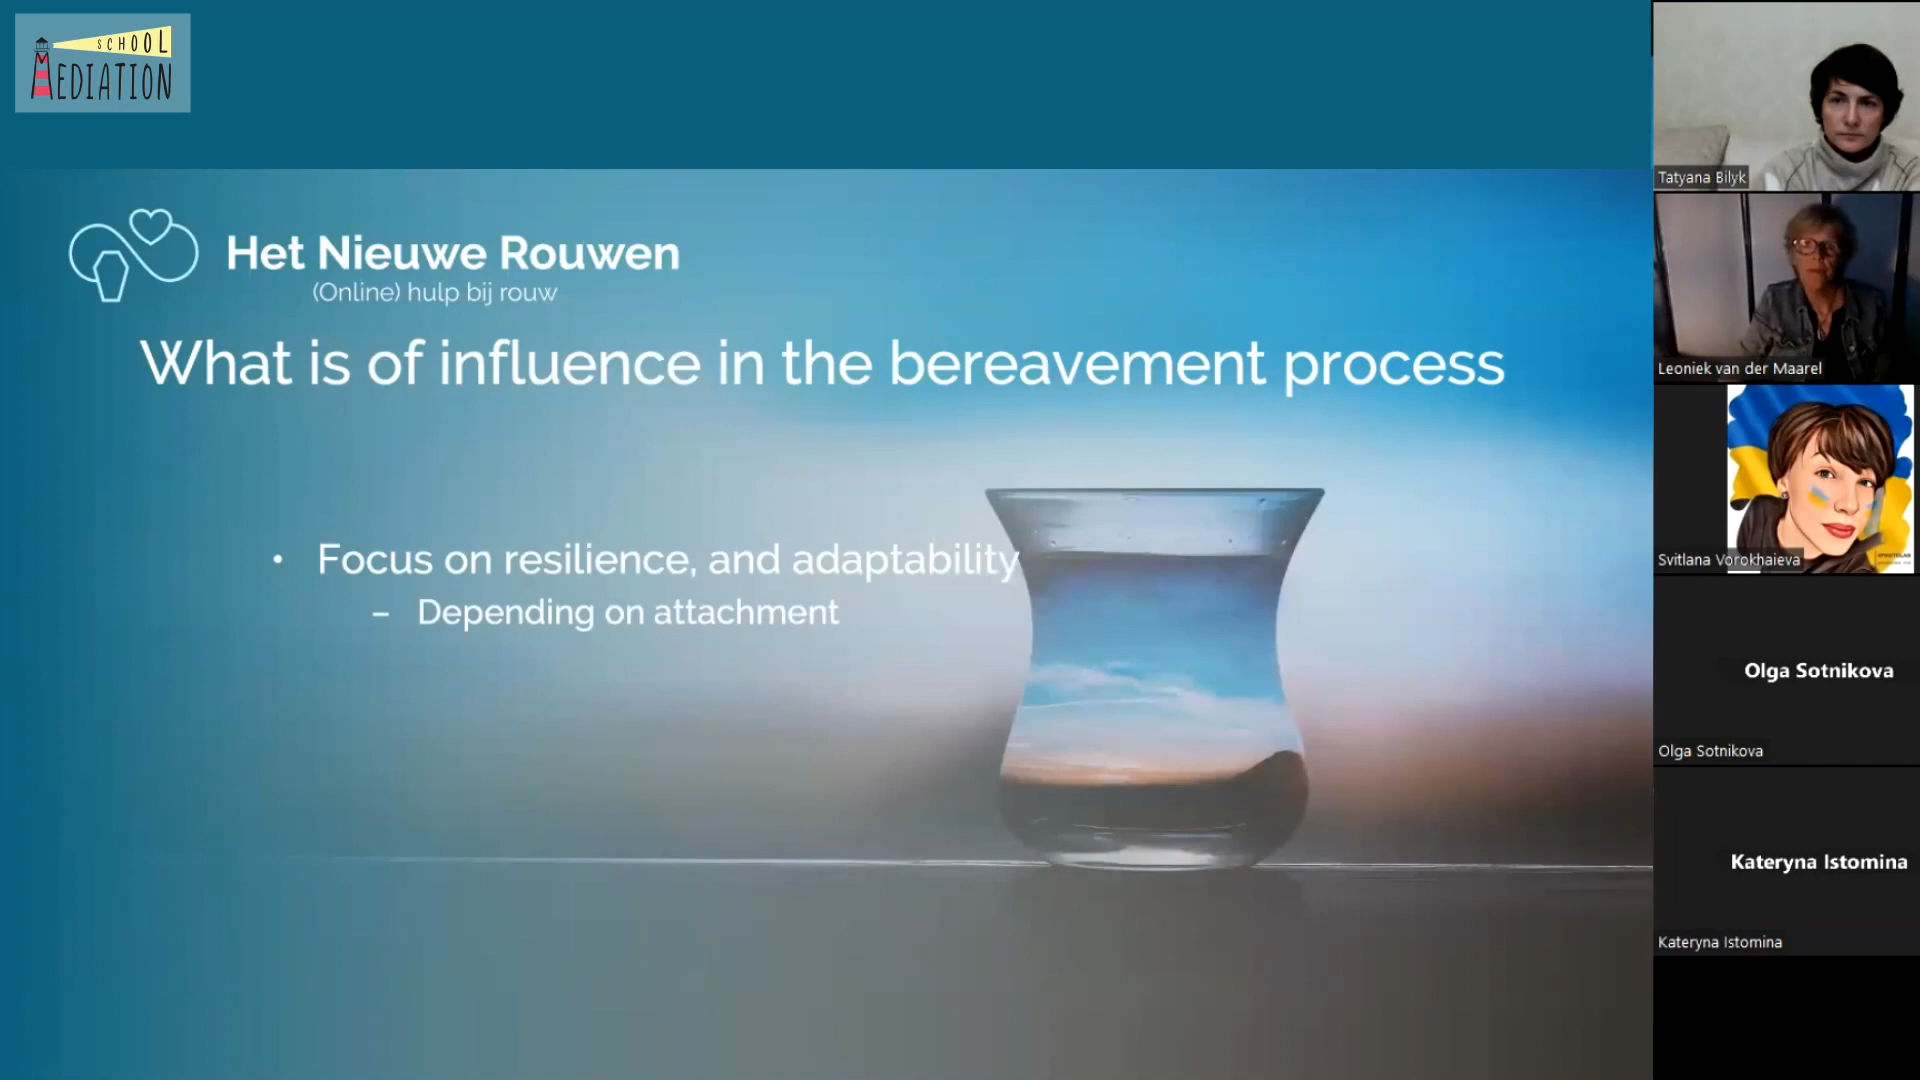 SCHOOL
MEDIATION
Het Nieuwe Rouwen
(Online) hulp bij rouw
What is of influence in the bereavement process
• Focus on resilience, and adaptability
– Depending on attachment
Tatyana Bilyk
Leoniek van der Maarel
Svitlana Vorokhaieva
Olga Sotnikova
Olga Sotnikova
Kateryna Istomina
Kateryna Istomina